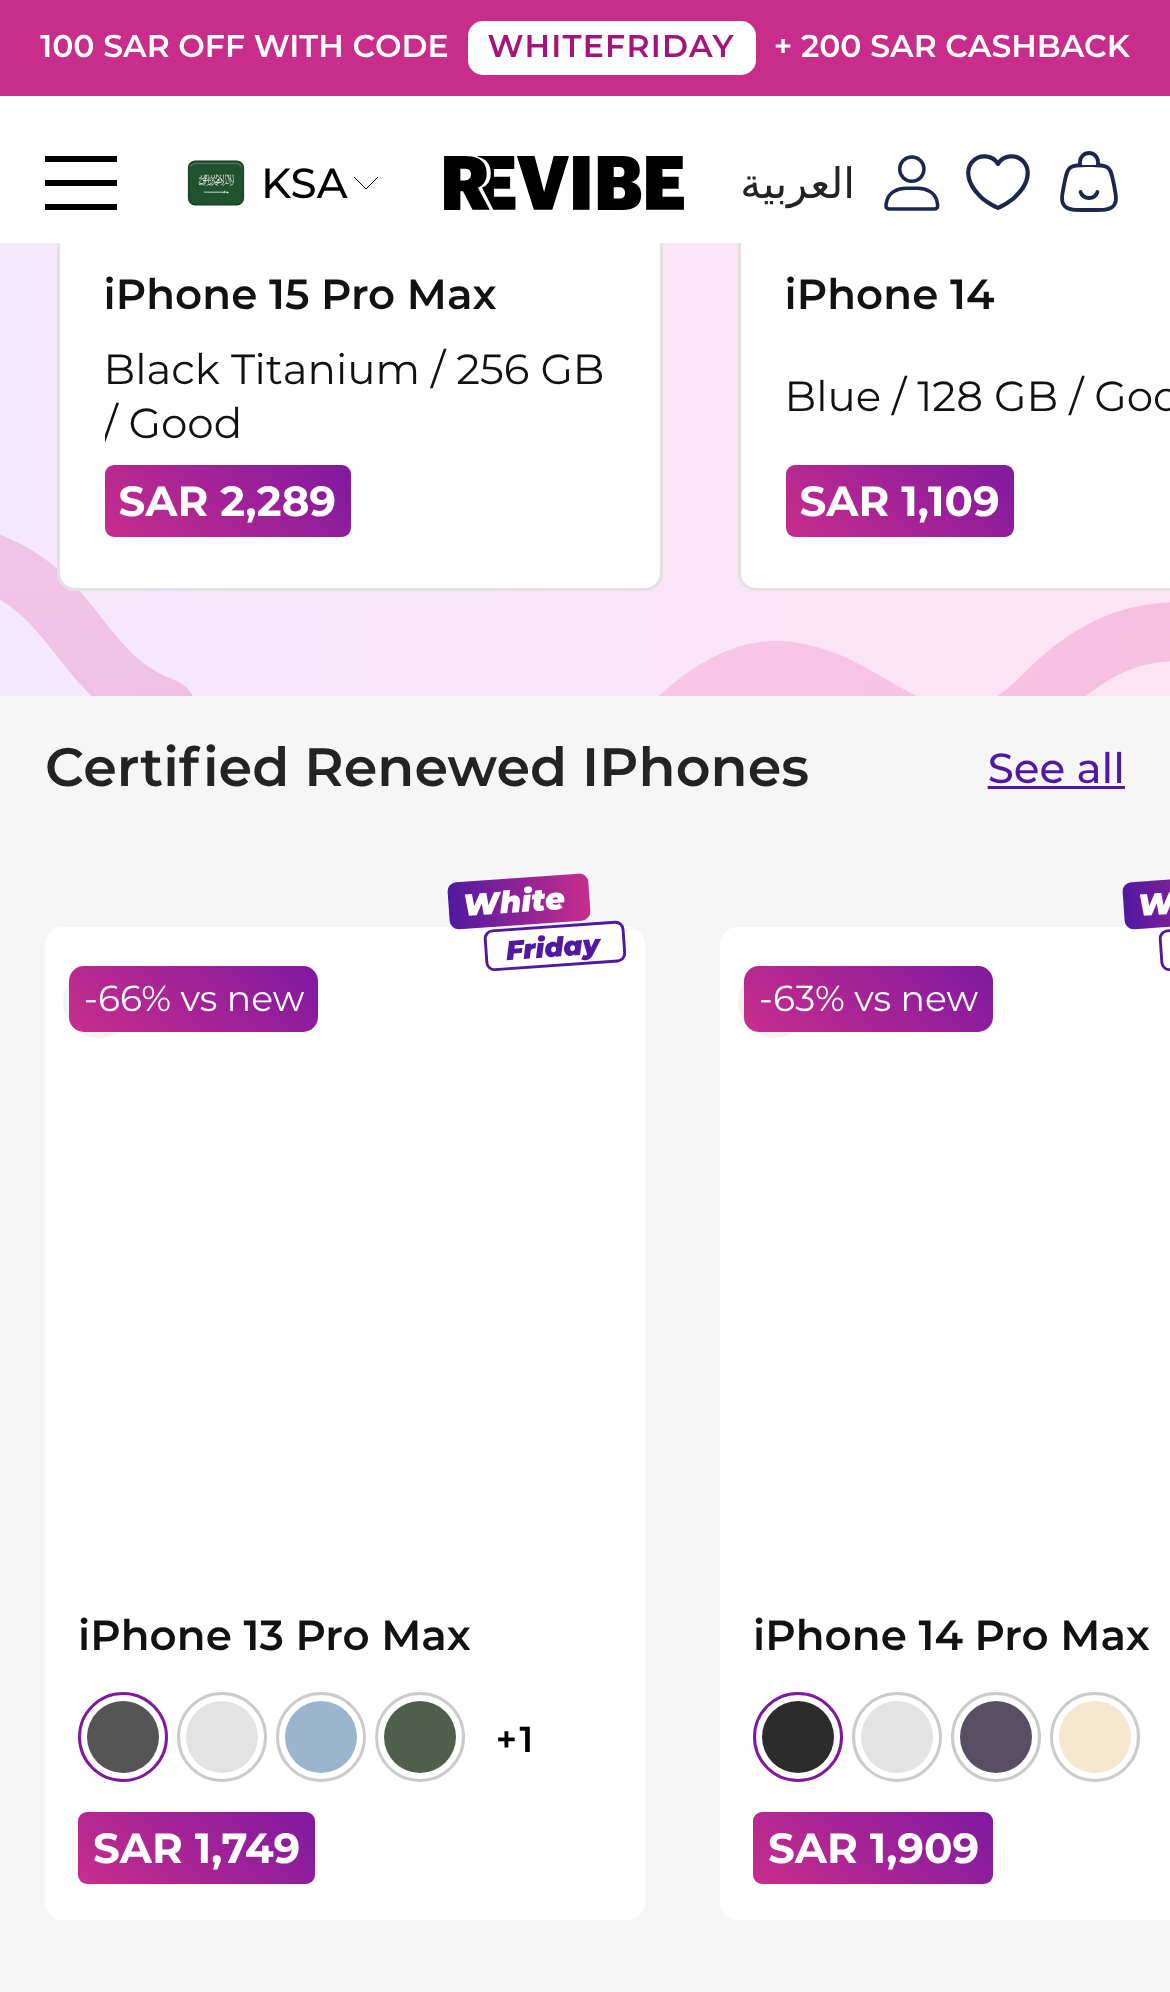 100 SAR OFF WITH CODE WHITEFRIDAY + 200 SAR CASHBACK
KSA REVIBE العربية
iPhone 15 Pro Max
Black Titanium / 256 GB
/ Good
SAR 2,289
iPhone 14
Blue / 128 GB /
SAR 1,109
Certified Renewed IPhones
See all
White
Friday
-66% vs new
iPhone 13 Pro Max
+1
SAR 1,749
-63% vs new
iPhone 14 Pro Max
SAR 1,909